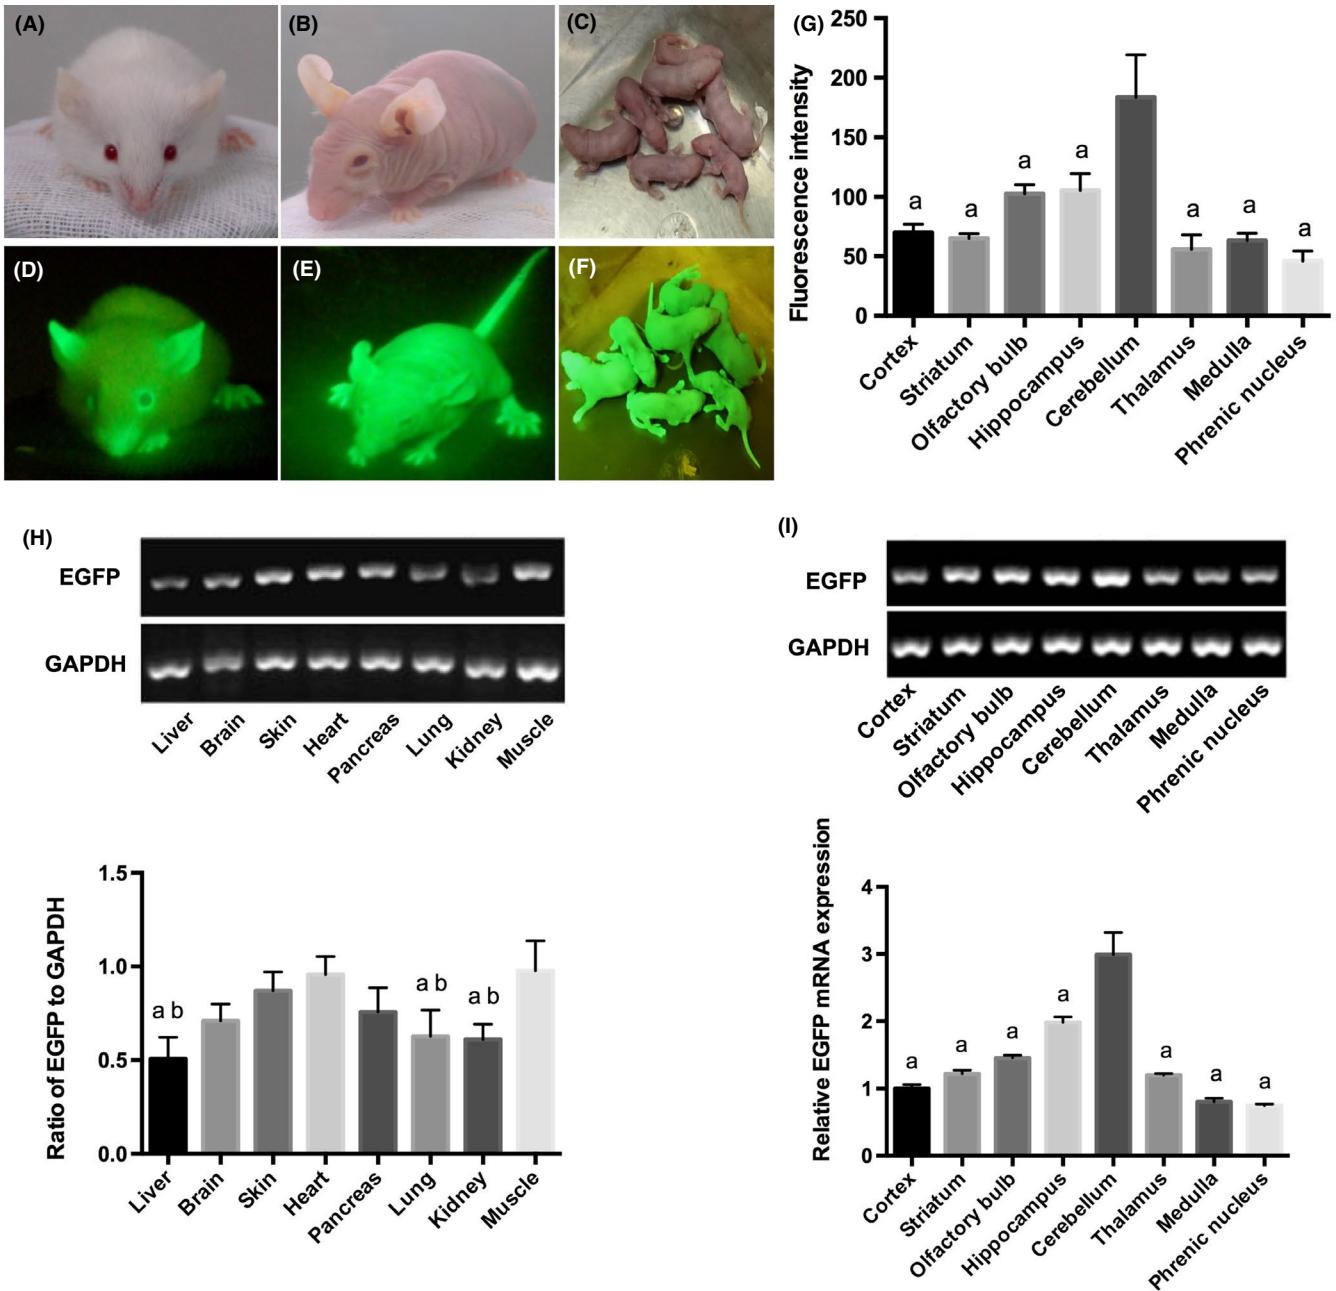 (A)
(B)
(C)
(D)
(E)
(F)
(G)
Fluorescence intensity
250
200
150
100
50
0
a
a
a
a
a
a
a
Cortex
Striatum
Olfactory bulb
Hippocampus
Cerebellum
Thalamus
Medulla
Phrenic nucleus
(H)
EGFP
GAPDH
Liver
Brain
Skin
Heart
Pancreas
Lung
Kidney
Muscle
Ratio of EGFP to GAPDH
1.5
1.0
0.5
0.0
a b
a b
a b
Liver
Brain
Skin
Heart
Pancreas
Lung
Kidney
Muscle
(I)
EGFP
GAPDH
Cortex
Striatum
Olfactory bulb
Hippocampus
Cerebellum
Thalamus
Medulla
Phrenic nucleus
Relative EGFP mRNA expression
4
3
2
1
0
a
a
a
a
a
a
a
Cortex
Striatum
Olfactory bulb
Hippocampus
Cerebellum
Thalamus
Medulla
Phrenic nucleus